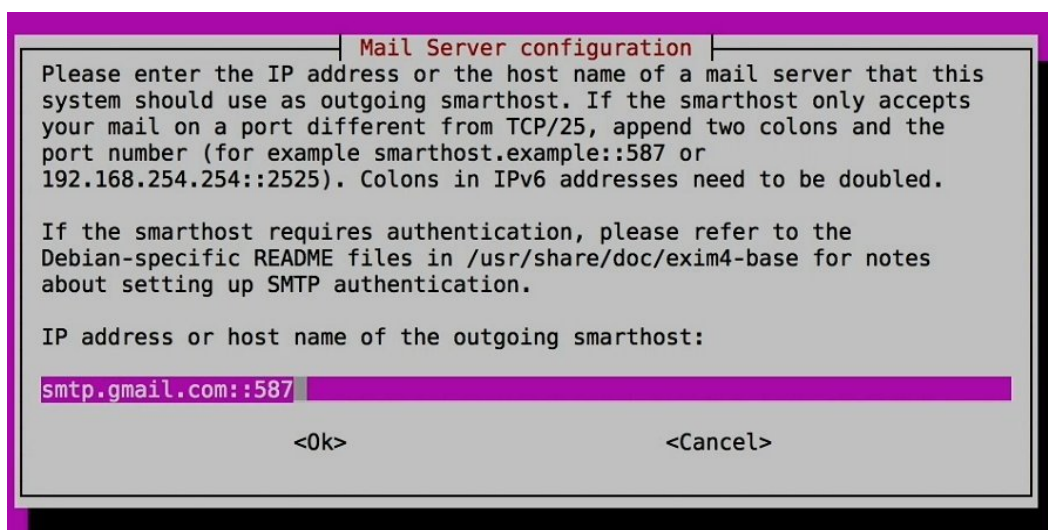 Mail Server configuration
Please enter the IP address or the host name of a mail server that this
system should use as outgoing smarthost. If the smarthost only accepts
your mail on a port different from TCP/25, append two colons and the
port number (for example smarthost.example::587 or
192.168.254.254::2525). Colons in IPv6 addresses need to be doubled.
If the smarthost requires authentication, please refer to the
Debian-specific README files in /usr/share/doc/exim4-base for notes
about setting up SMTP authentication.
IP address or host name of the outgoing smarthost:
smtp.gmail.com::587
<Ok> <Cancel>